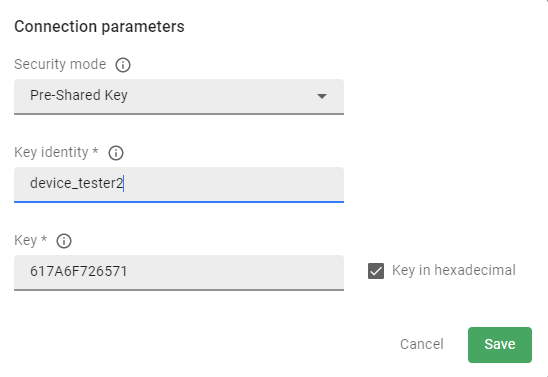 Connection parameters
Security mode
Pre-Shared Key
Key identity *
device_tester2
Key *
617A6F726571
Key in hexadecimal
Cancel Save